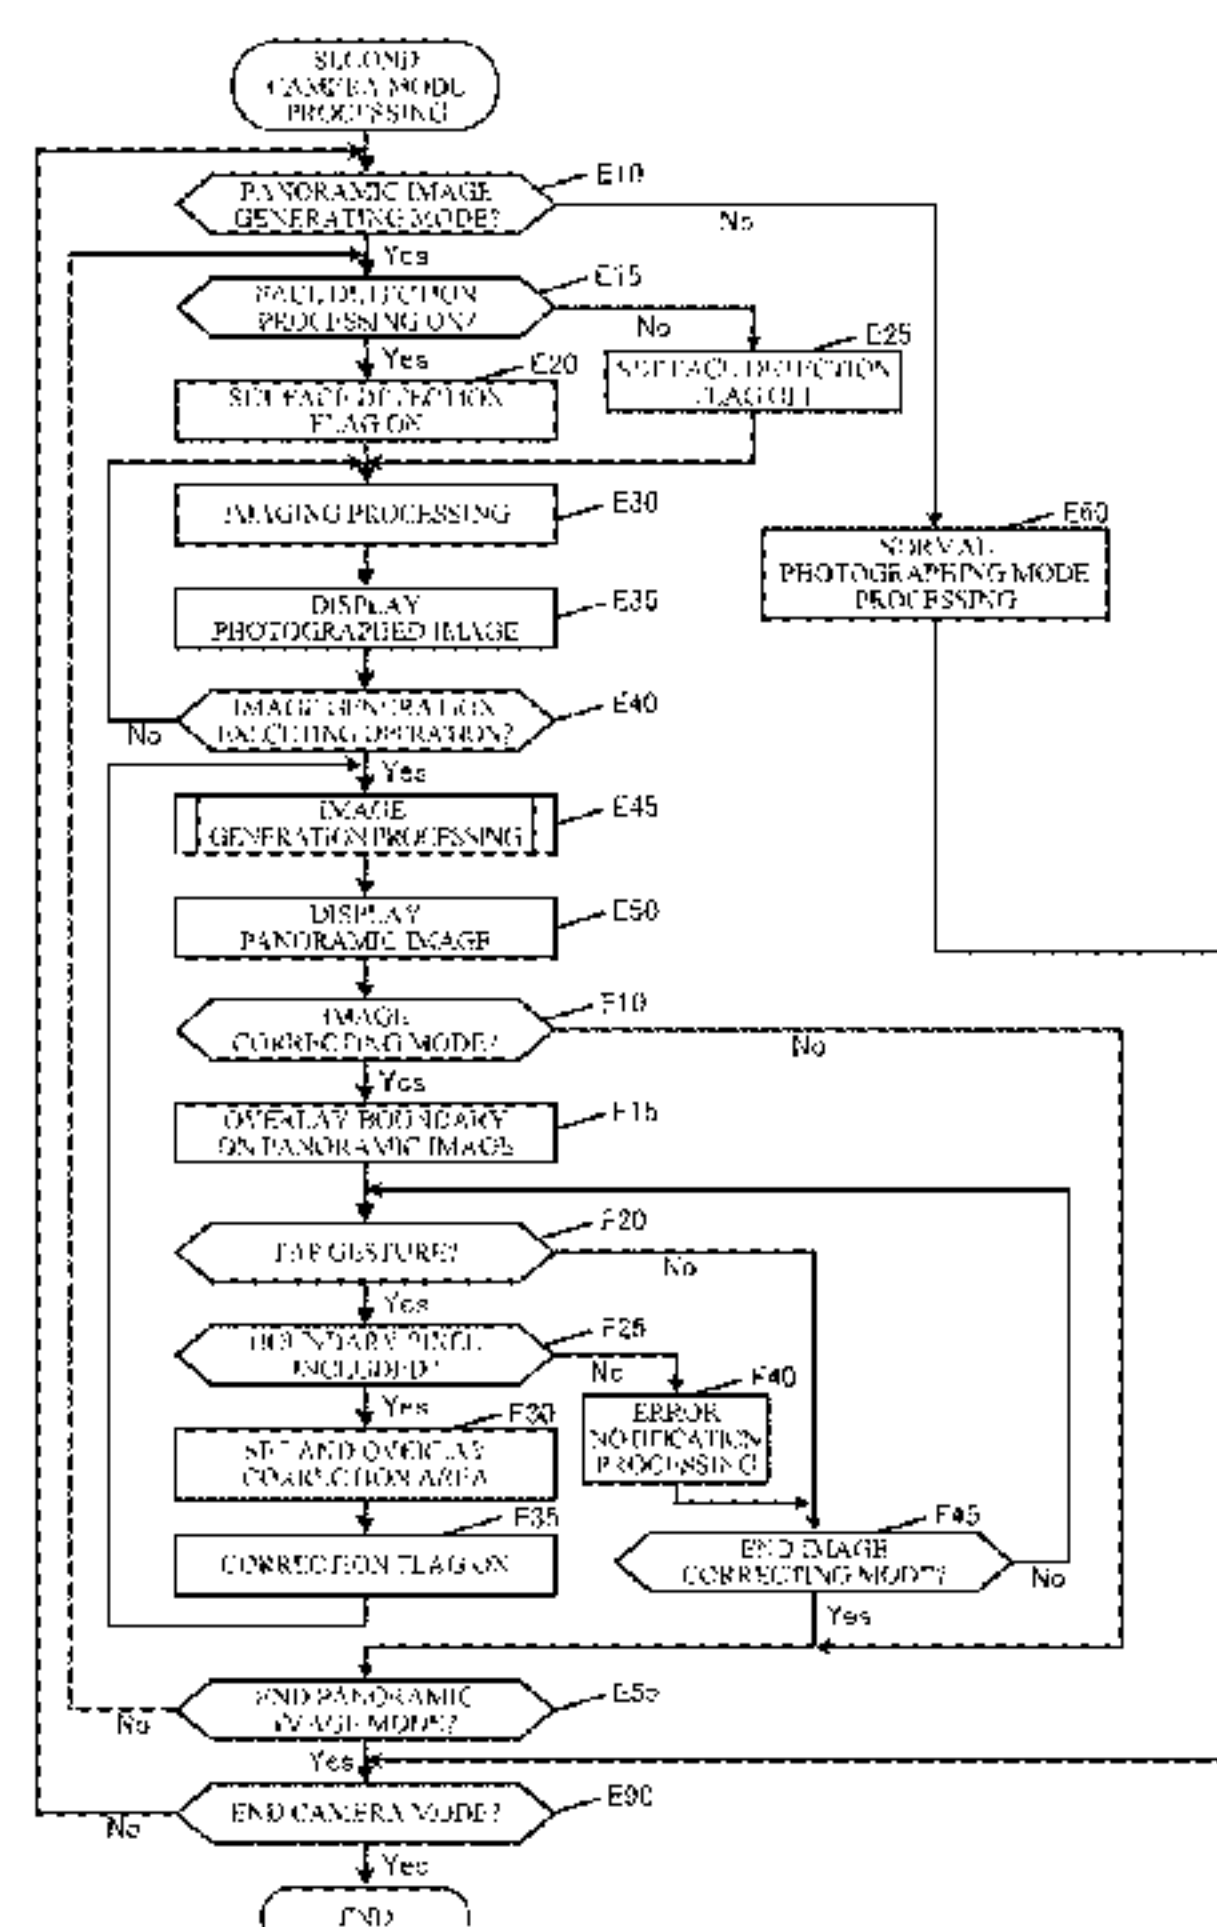 SECOND
CAMERA MODE
PROCESSING
E10
PANORAMIC IMAGE
GENERATING MODE?
No
Yes
E15
FACE DETECTION
PROCESSING ON?
No
E25
Yes
E20
SET FACE DETECTION
FLAG OFF
SET FACE DETECTION
FLAG ON
IMAGING PROCESSING
E30
E60
NORMAL
PHOTOGRAPHING MODE
PROCESSING
DISPLAY
PHOTOGRAPHED IMAGE
E35
IMAGE GENERATION
EXECUTING OPERATION?
E40
No
Yes
IMAGE
GENERATION PROCESSING
E45
DISPLAY
PANORAMIC IMAGE
E50
F10
IMAGE
CORRECTING MODE?
No
Yes
OVERLAY BOUNDARY
ON PANORAMIC IMAGE
F15
F20
TAP GESTURE?
No
Yes
F25
BOUNDARY PIXEL
INCLUDED?
No
F40
Yes
F30
ERROR
NOTIFICATION
PROCESSING
SET AND OVERLAY
CORRECTION AREA
F35
F45
CORRECTION FLAG ON
END IMAGE
CORRECTING MODE?
No
Yes
END PANORAMIC
IMAGE MODE?
E55
No
Yes
END CAMERA MODE?
E90
No
Yes
END